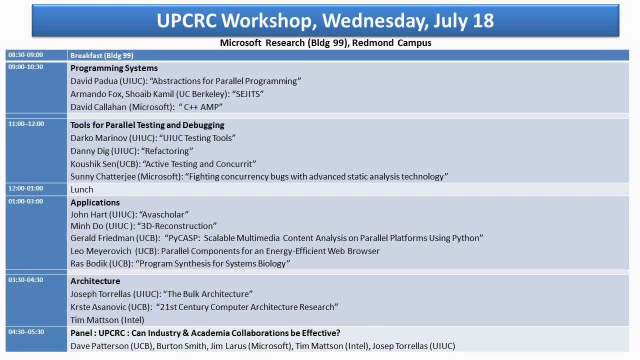 UPCRC Workshop, Wednesday, July 18
Microsoft Research (Bldg 99), Redmond Campus
08:30-09:00 Breakfast (Bldg 99)
09:00-10:30 Programming Systems
David Padua (UIUC): "Abstractions for Parallel Programming"
Armando Fox, Shoaib Kamil (UC Berkeley): "SEJITS"
David Callahan (Microsoft): " C++ AMP"
11:00–12:00 Tools for Parallel Testing and Debugging
Darko Marinov (UIUC): "UIUC Testing Tools"
Danny Dig (UIUC): "Refactoring"
Koushik Sen(UCB): "Active Testing and Concurrit"
Sunny Chatterjee (Microsoft): "Fighting concurrency bugs with advanced static analysis technology"
12:00-01:00 Lunch
01:00-03:00 Applications
John Hart (UIUC): "Avascholar"
Minh Do (UIUC ): "3D-Reconstruction"
Gerald Friedman (UCB): "PyCASP: Scalable Multimedia Content Analysis on Parallel Platforms Using Python"
Leo Meyerovich (UCB): Parallel Components for an Energy-Efficient Web Browser
Ras Bodik (UCB): "Program Synthesis for Systems Biology"
03:30-04:30 Architecture
Joseph Torrellas (UIUC): "The Bulk Architecture"
Krste Asanovic (UCB): "21st Century Computer Architecture Research"
Tim Mattson (Intel)
04:30–05:30 Panel : UPCRC : Can Industry & Academia Collaborations be Effective?
Dave Patterson (UCB), Burton Smith, Jim Larus (Microsoft), Tim Mattson (Intel), Josep Torrellas (UIUC)